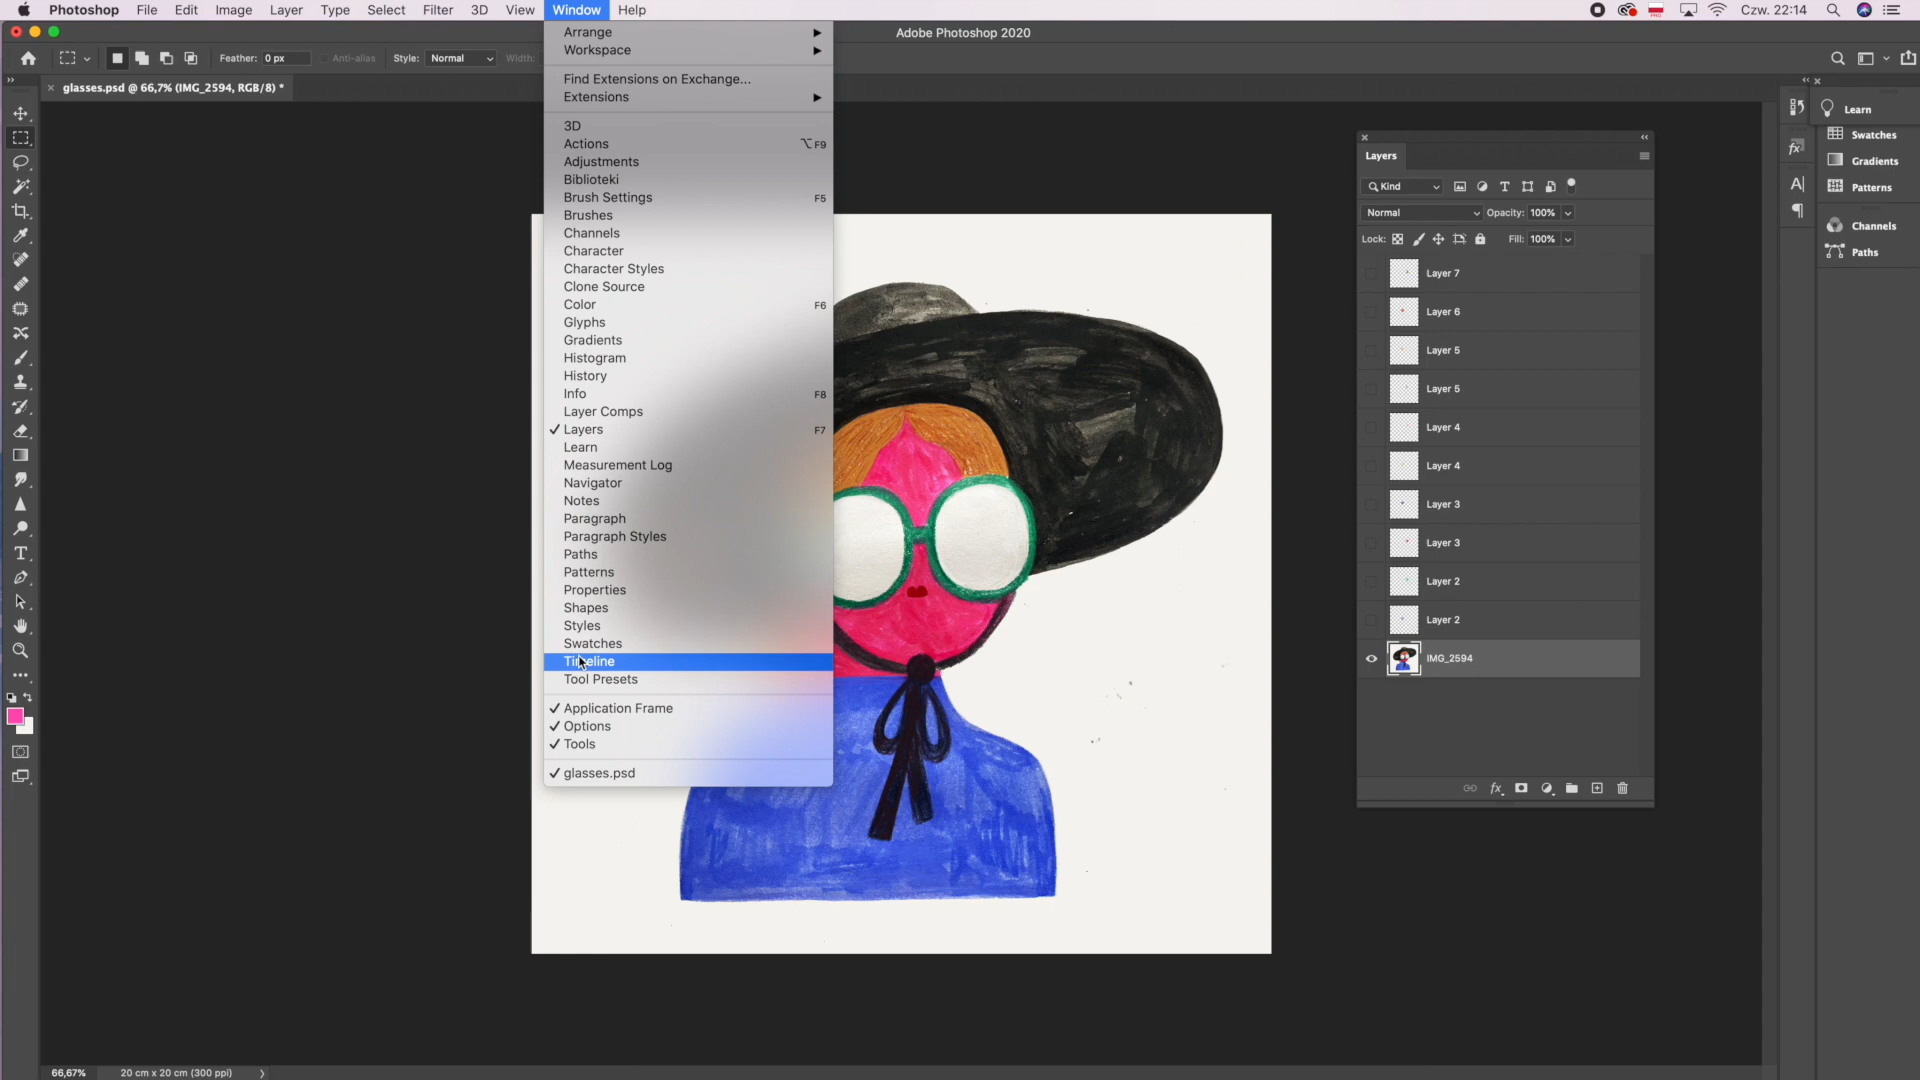 Photoshop File Edit Image Layer Type Select Filter 3D View Window Help Czw. 22:14
Adobe Photoshop 2020
Feather: 0 px Anti-alias Style: Normal Width:
glasses.psd @ 66,7% (IMG_2594, RGB/8) *
Arrange
Workspace
Find Extensions on Exchange...
Extensions
3D
Actions ⌥F9
Adjustments
Biblioteki
Brush Settings F5
Brushes
Channels
Character
Character Styles
Clone Source
Color F6
Glyphs
Gradients
Histogram
History
Info F8
Layer Comps
Layers F7
Learn
Measurement Log
Navigator
Notes
Paragraph
Paragraph Styles
Paths
Patterns
Properties
Shapes
Styles
Swatches
Timeline
Tool Presets
Application Frame
Options
Tools
glasses.psd
Layers
Kind
Normal Opacity: 100%
Lock: Fill: 100%
Layer 7
Layer 6
Layer 5
Layer 5
Layer 4
Layer 4
Layer 3
Layer 3
Layer 2
Layer 2
IMG_2594
Learn
Swatches
Gradients
Patterns
Channels
Paths
66,67% 20 cm x 20 cm (300 ppi)